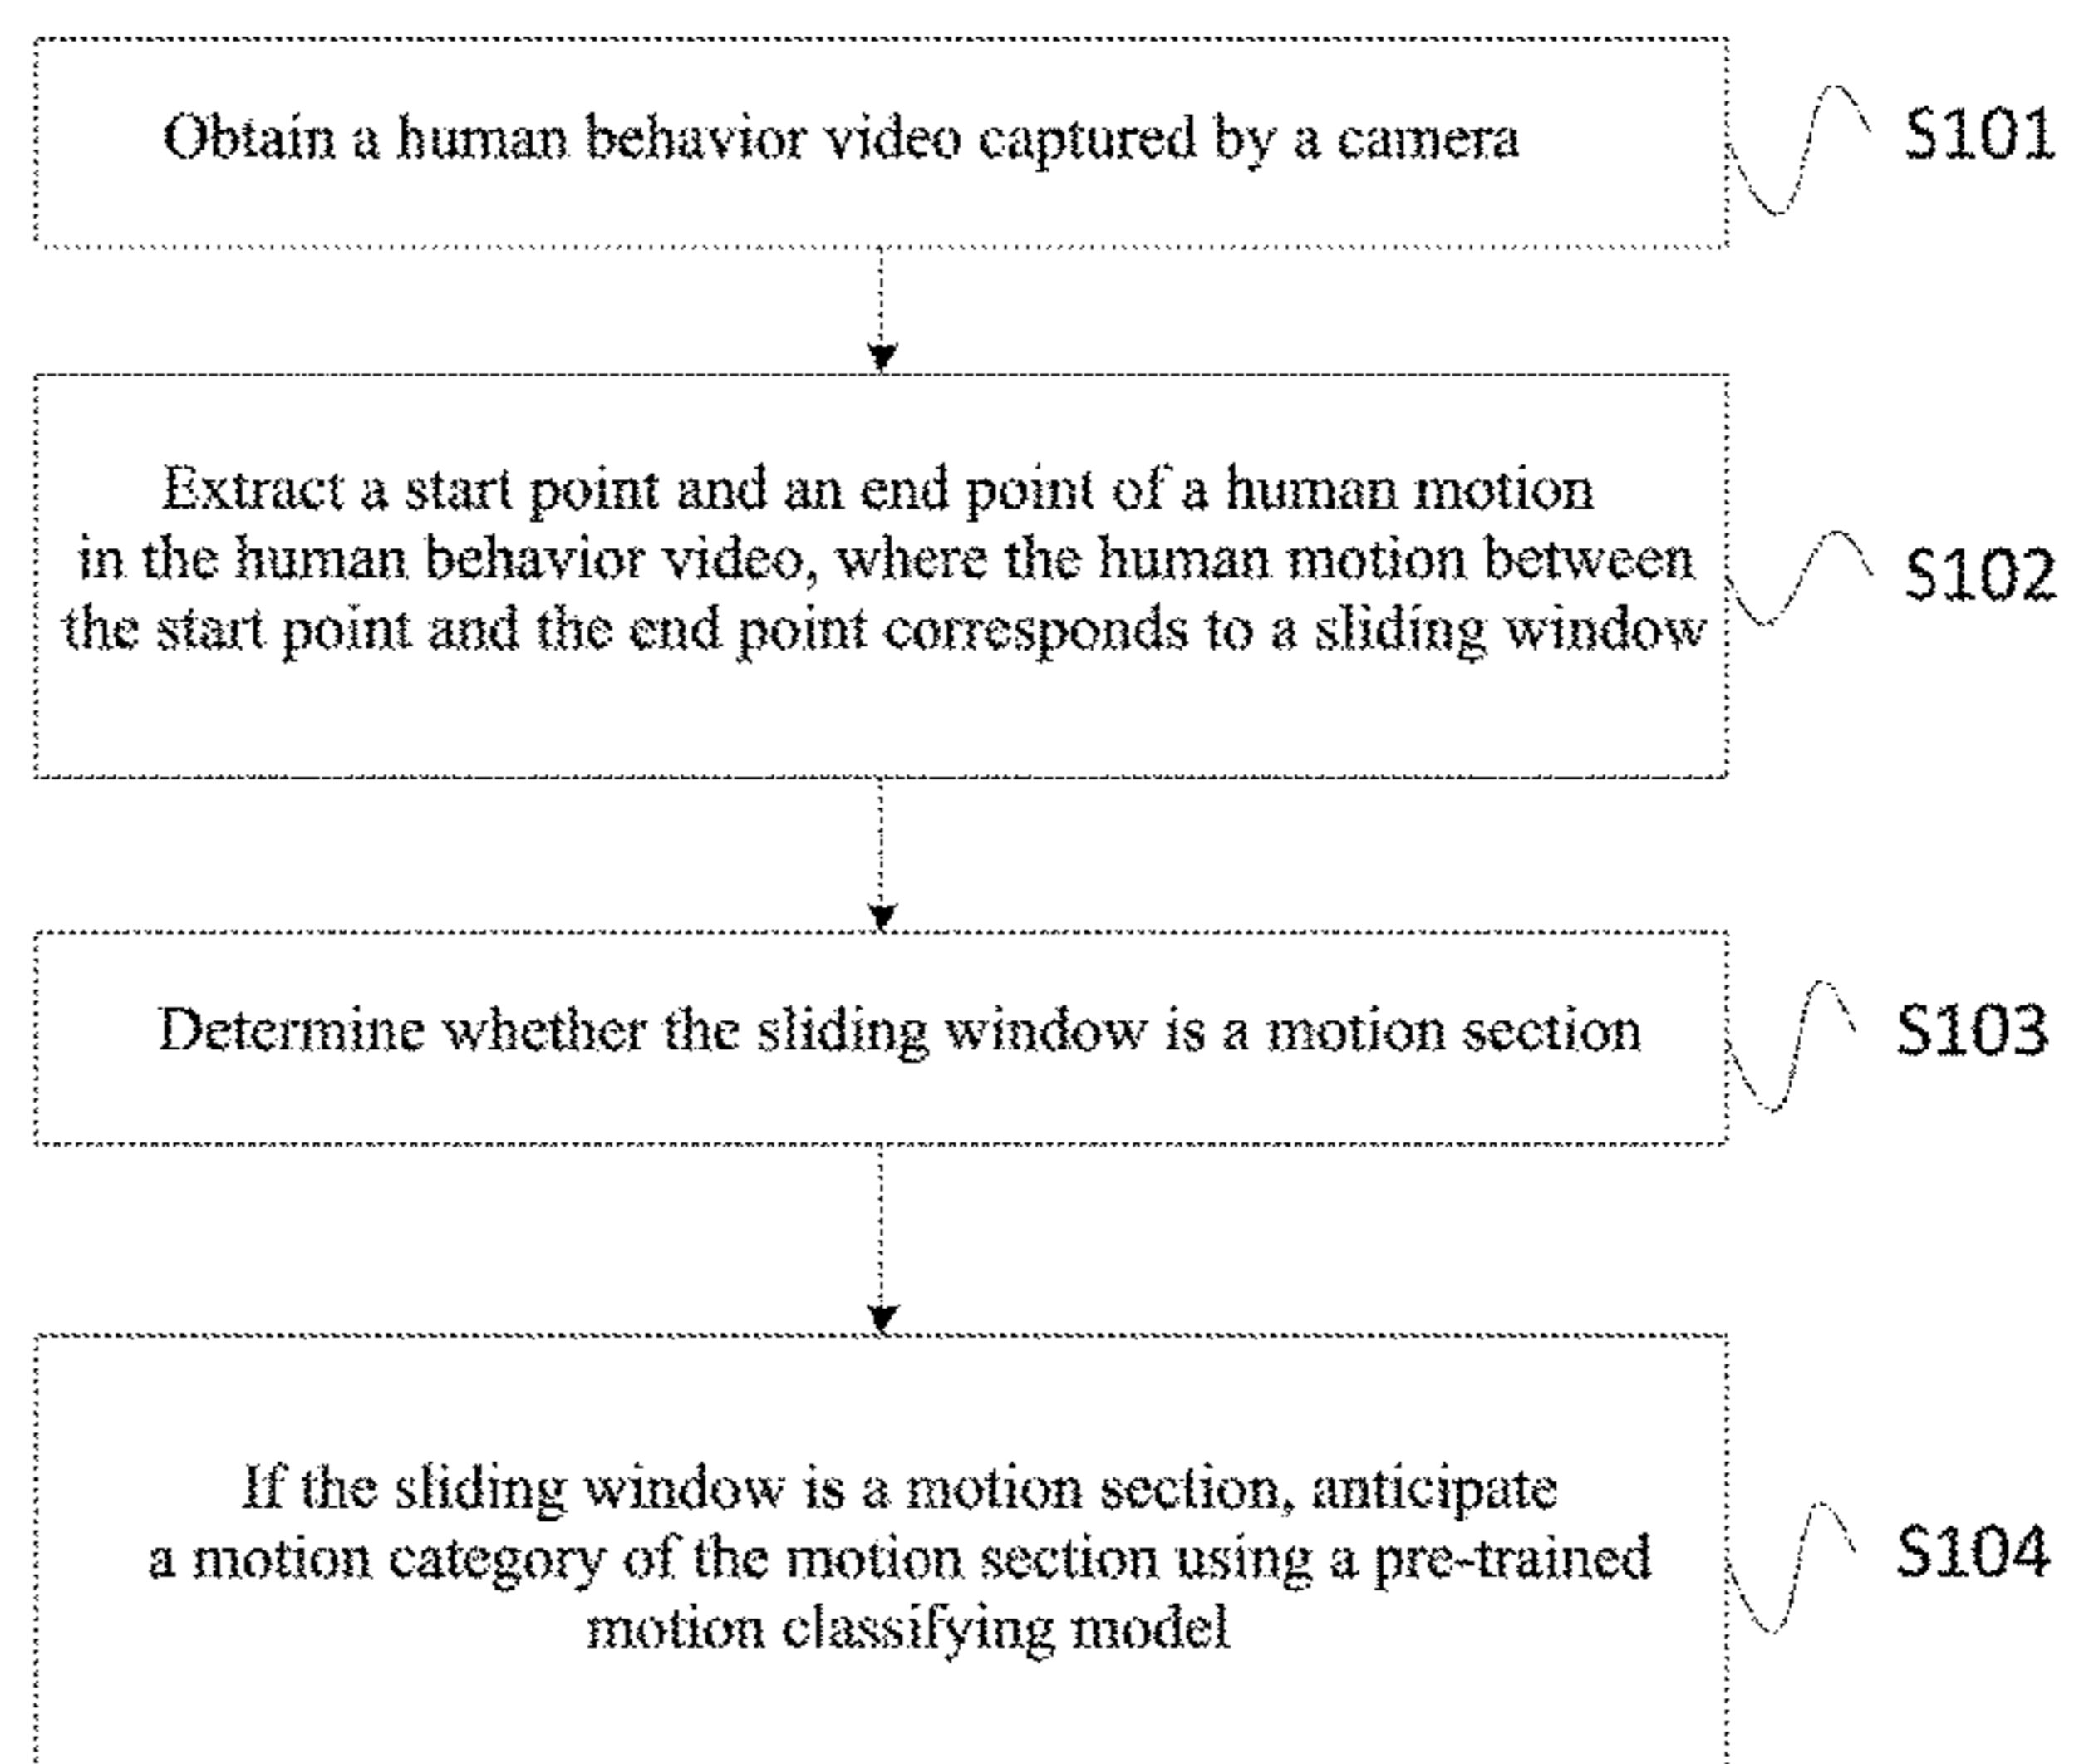 Obtain a human behavior video captured by a camera
S101
Extract a start point and an end point of a human motion
in the human behavior video, where the human motion between
the start point and the end point corresponds to a sliding window
S102
Determine whether the sliding window is a motion section
S103
If the sliding window is a motion section, anticipate
a motion category of the motion section using a pre-trained
motion classifying model
S104